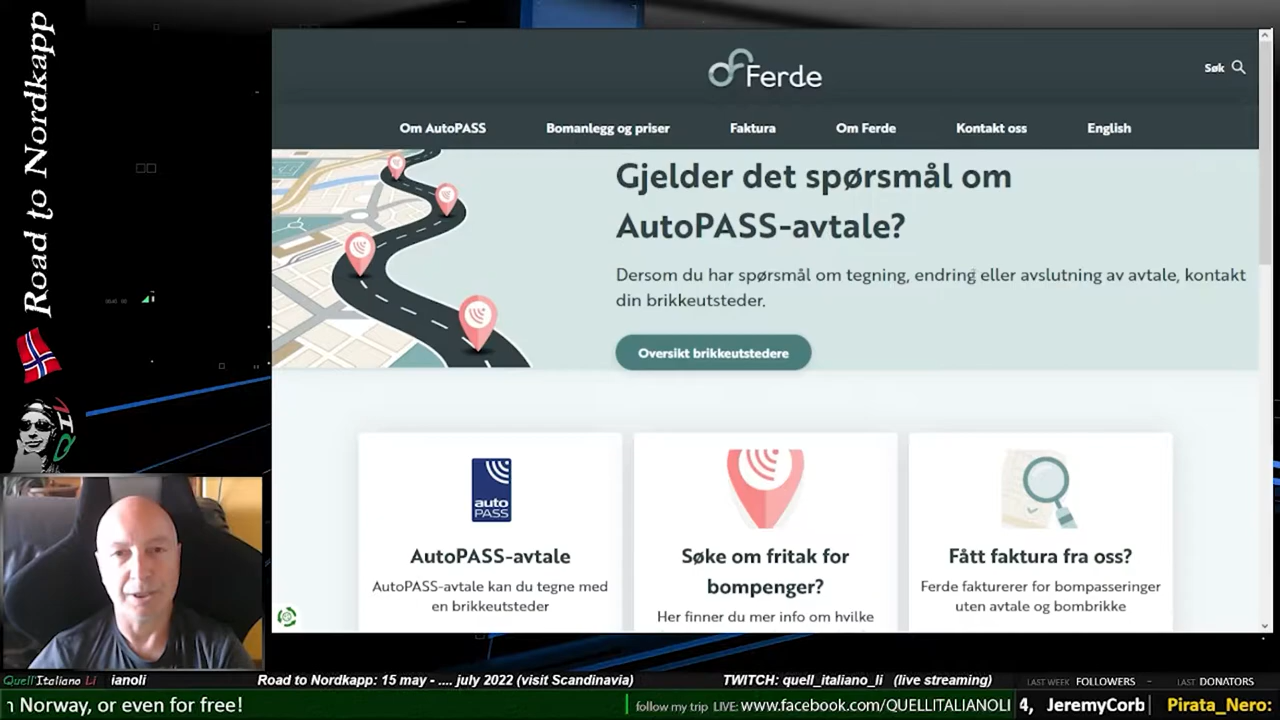 Road to Nordkapp
Ferde
Søk
Om AutoPASS
Bomanlegg og priser
Faktura
Om Ferde
Kontakt oss
English
Gjelder det spørsmål om
AutoPASS-avtale?
Dersom du har spørsmål om tegning, endring eller avslutning av avtale, kontakt
din brikkeutsteder.
Oversikt brikkeutstedere
auto
PASS
AutoPASS-avtale
AutoPASS-avtale kan du tegne med
en brikkeutsteder
Søke om fritak for
bompenger?
Her finner du mer info om hvilke
Fått faktura fra oss?
Ferde fakturerer for bompasseringer
uten avtale og bombrikke
QIL
Quell'Italiano Li
ianoli
Road to Nordkapp: 15 may - .... july 2022 (visit Scandinavia)
TWITCH: quell_italiano_li (live streaming)
LAST WEEK FOLLOWERS -
LAST DONATORS
n Norway, or even for free!
follow my trip LIVE: www.facebook.com/QUELLITALIANOLI
4, JeremyCorb
Pirata_Nero: